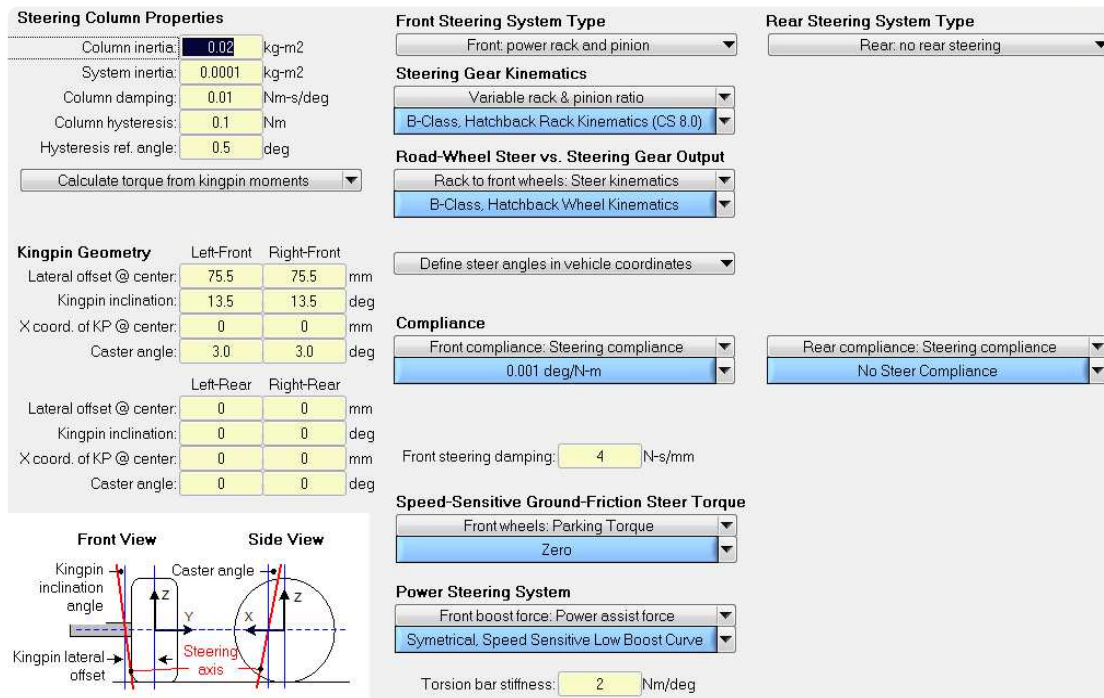 Steering Column Properties
Column inertia: 0.02 kg-m2
System inertia: 0.0001 kg-m2
Column damping: 0.01 Nm-s/deg
Column hysteresis: 0.1 Nm
Hysteresis ref. angle: 0.5 deg
Calculate torque from kingpin moments
Kingpin Geometry Left-Front Right-Front
Lateral offset @ center: 75.5 75.5 mm
Kingpin inclination: 13.5 13.5 deg
X coord. of KP @ center: 0 0 mm
Caster angle: 3.0 3.0 deg
Left-Rear Right-Rear
Lateral offset @ center: 0 0 mm
Kingpin inclination: 0 0 deg
X coord. of KP @ center: 0 0 mm
Caster angle: 0 0 deg
Front View Side View
Kingpin inclination angle
Z
Y
Kingpin lateral offset
Caster angle
Z
X
Steering axis
Front Steering System Type
Front: power rack and pinion
Steering Gear Kinematics
Variable rack & pinion ratio
B-Class, Hatchback Rack Kinematics (CS 8.0)
Road-Wheel Steer vs. Steering Gear Output
Rack to front wheels: Steer kinematics
B-Class, Hatchback Wheel Kinematics
Define steer angles in vehicle coordinates
Compliance
Front compliance: Steering compliance
0.001 deg/N-m
Front steering damping: 4 N-s/mm
Speed-Sensitive Ground-Friction Steer Torque
Front wheels: Parking Torque
Zero
Power Steering System
Front boost force: Power assist force
Symetrical, Speed Sensitive Low Boost Curve
Torsion bar stiffness: 2 Nm/deg
Rear Steering System Type
Rear: no rear steering
Rear compliance: Steering compliance
No Steer Compliance